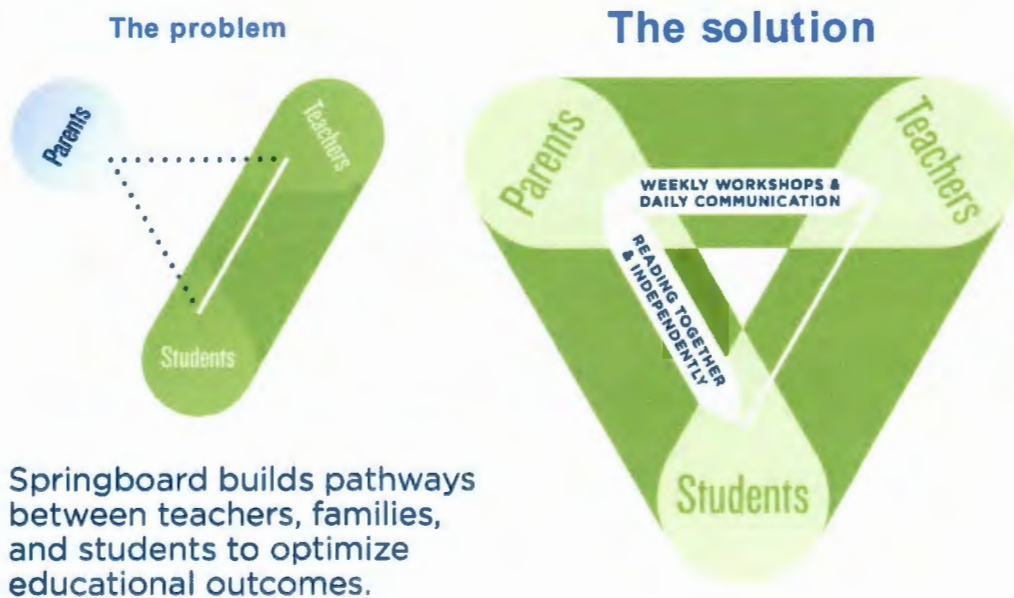 The problem
Parents
Teachers
Students
Springboard builds pathways
between teachers, families,
and students to optimize
educational outcomes.
The solution
Parents
Teachers
WEEKLY WORKSHOPS &
DAILY COMMUNICATION
READING TOGETHER
& INDEPENDENTLY
Students